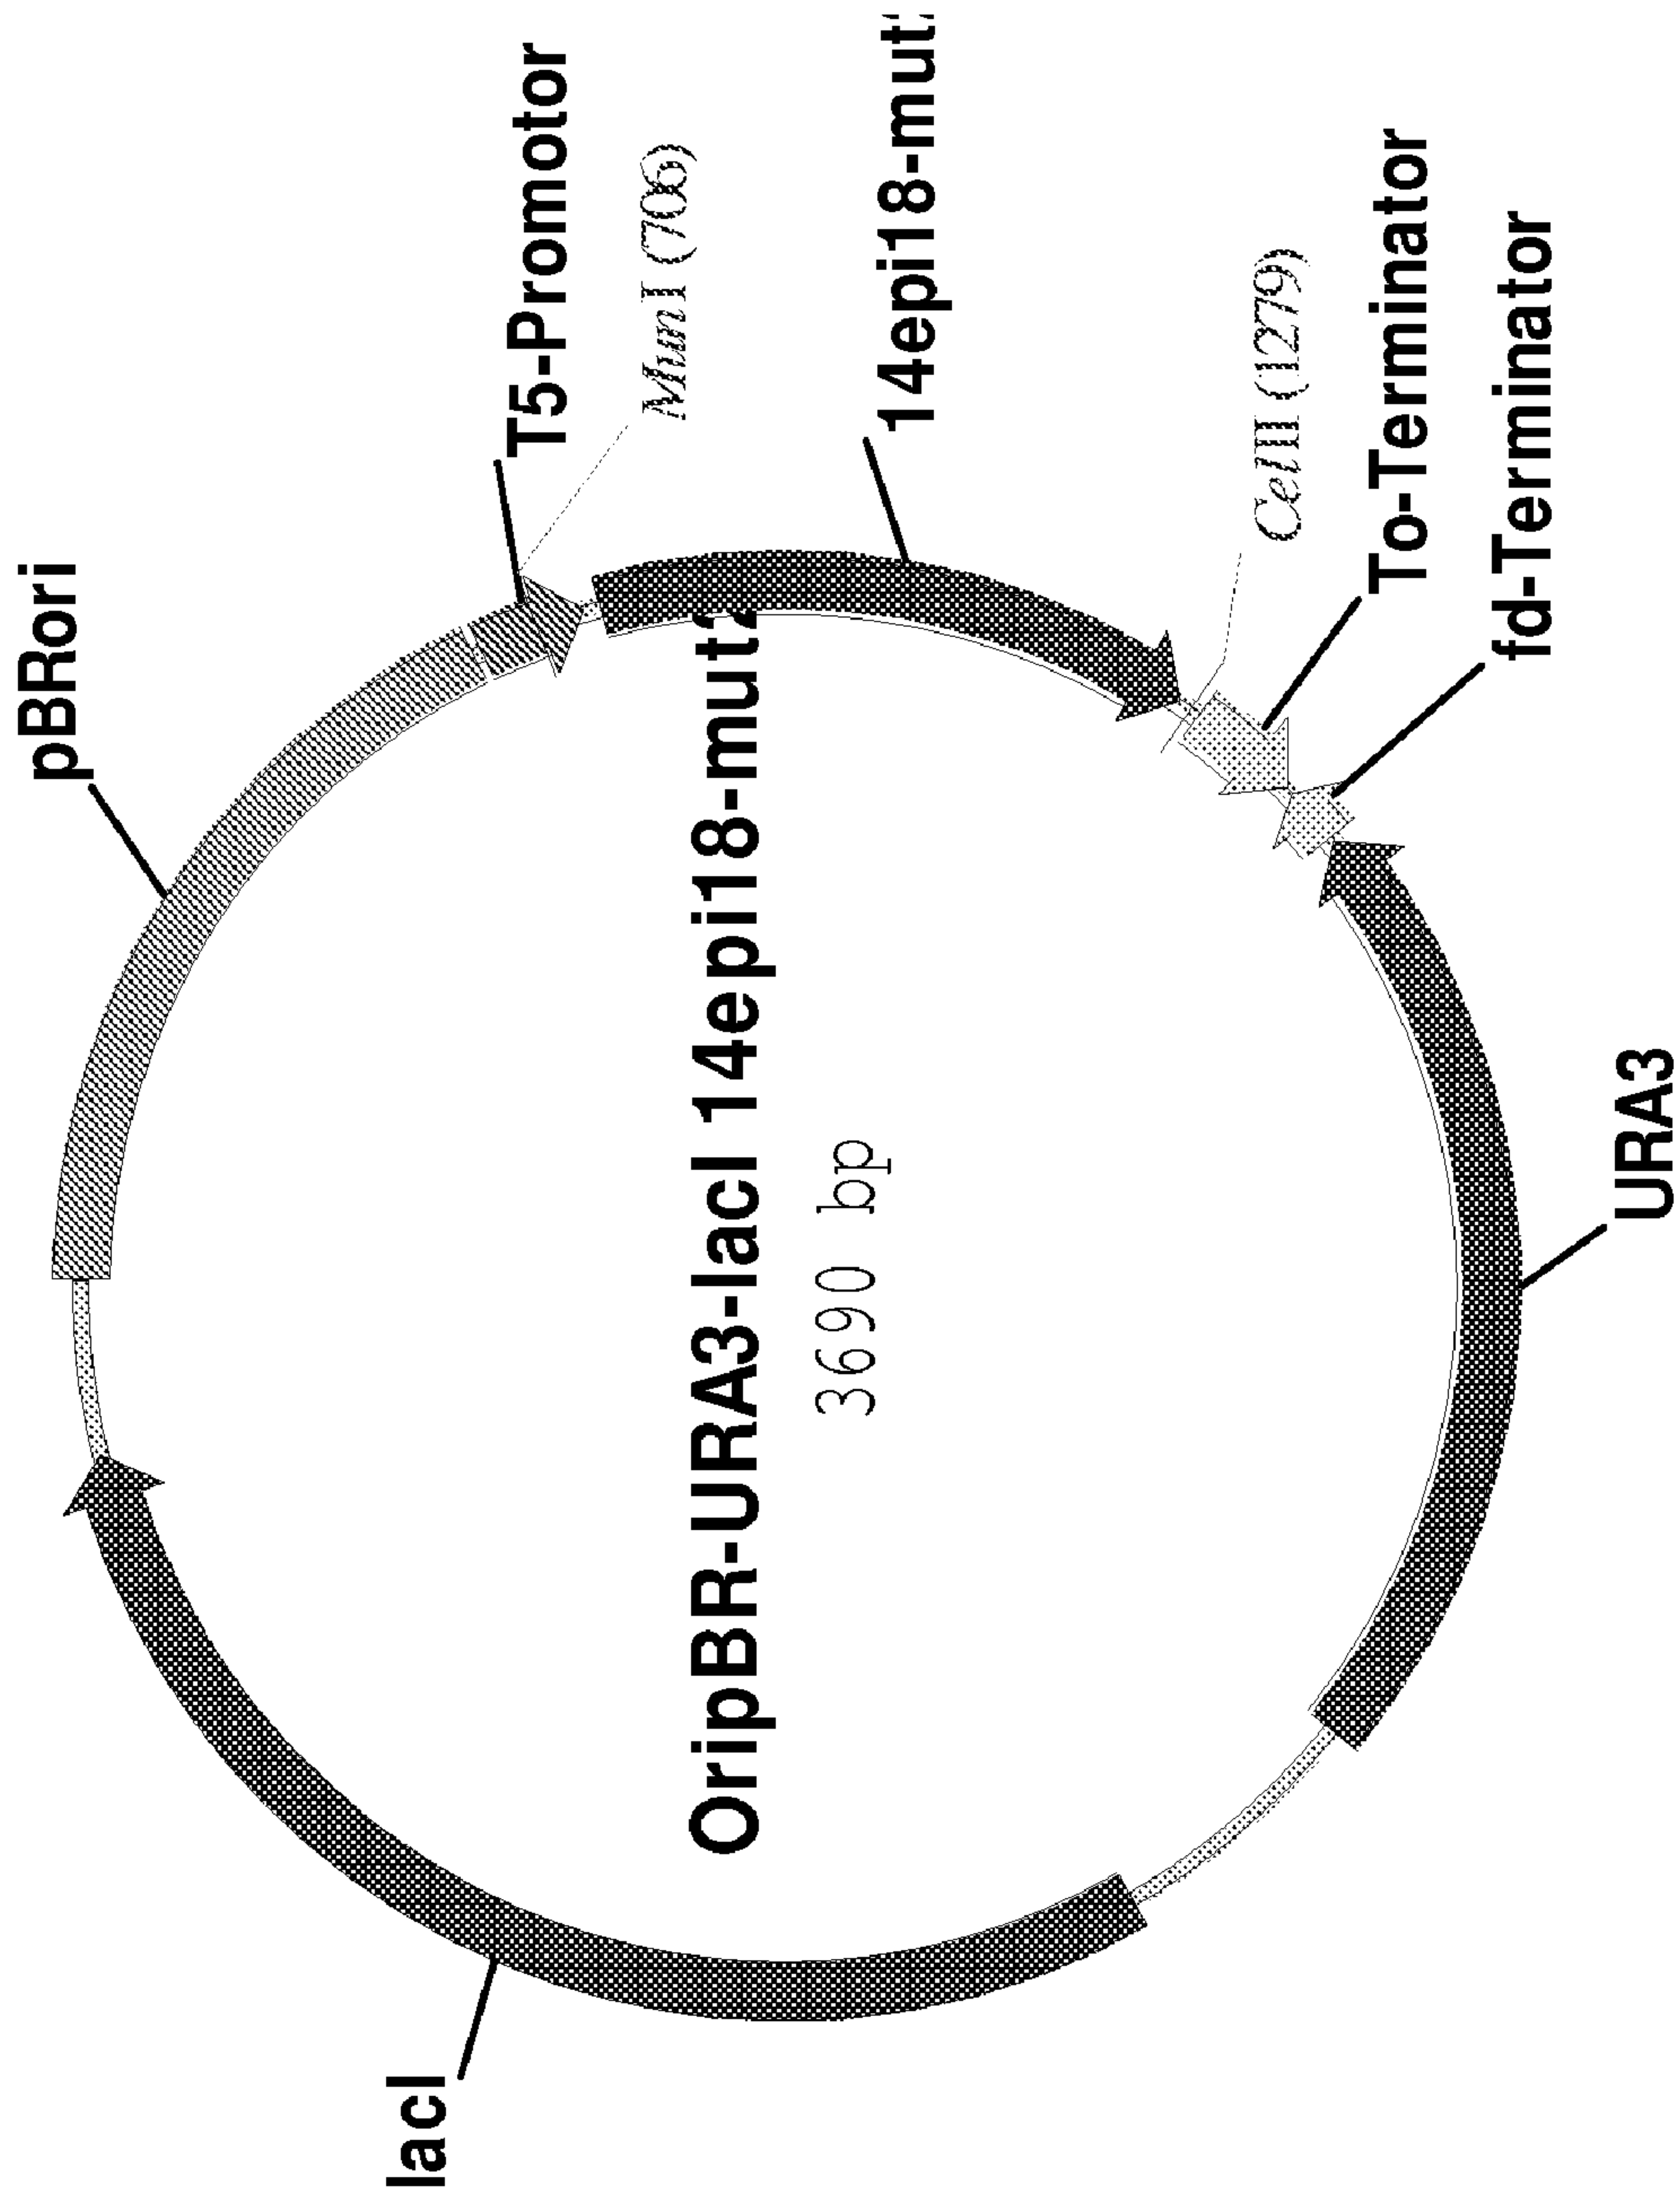 pBRori
T5-Promotor
MunI (706)
14epi18-mut
CelII (1279)
To-Terminator
fd-Terminator
URA3
lacI
OripBR-URA3-lacI 14epi18-mut
3690 bp